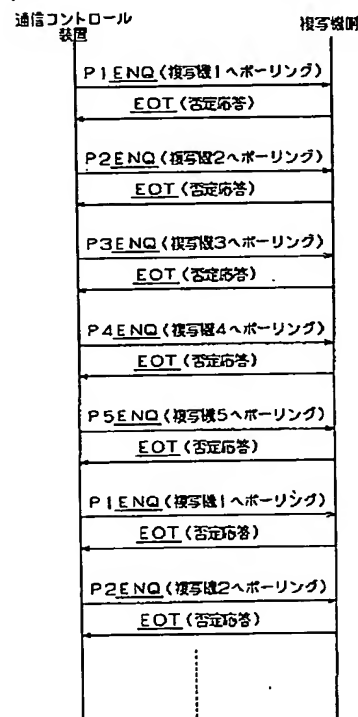 通信コントロール
装置
複写機群
P1ENQ(複写機1へポーリング)
EOT(否定応答)
P2ENQ(複写機2へポーリング)
EOT(否定応答)
P3ENQ(複写機3へポーリング)
EOT(否定応答)
P4ENQ(複写機4へポーリング)
EOT(否定応答)
P5ENQ(複写機5へポーリング)
EOT(否定応答)
P1ENQ(複写機1へポーリング)
EOT(否定応答)
P2ENQ(複写機2へポーリング)
EOT(否定応答)